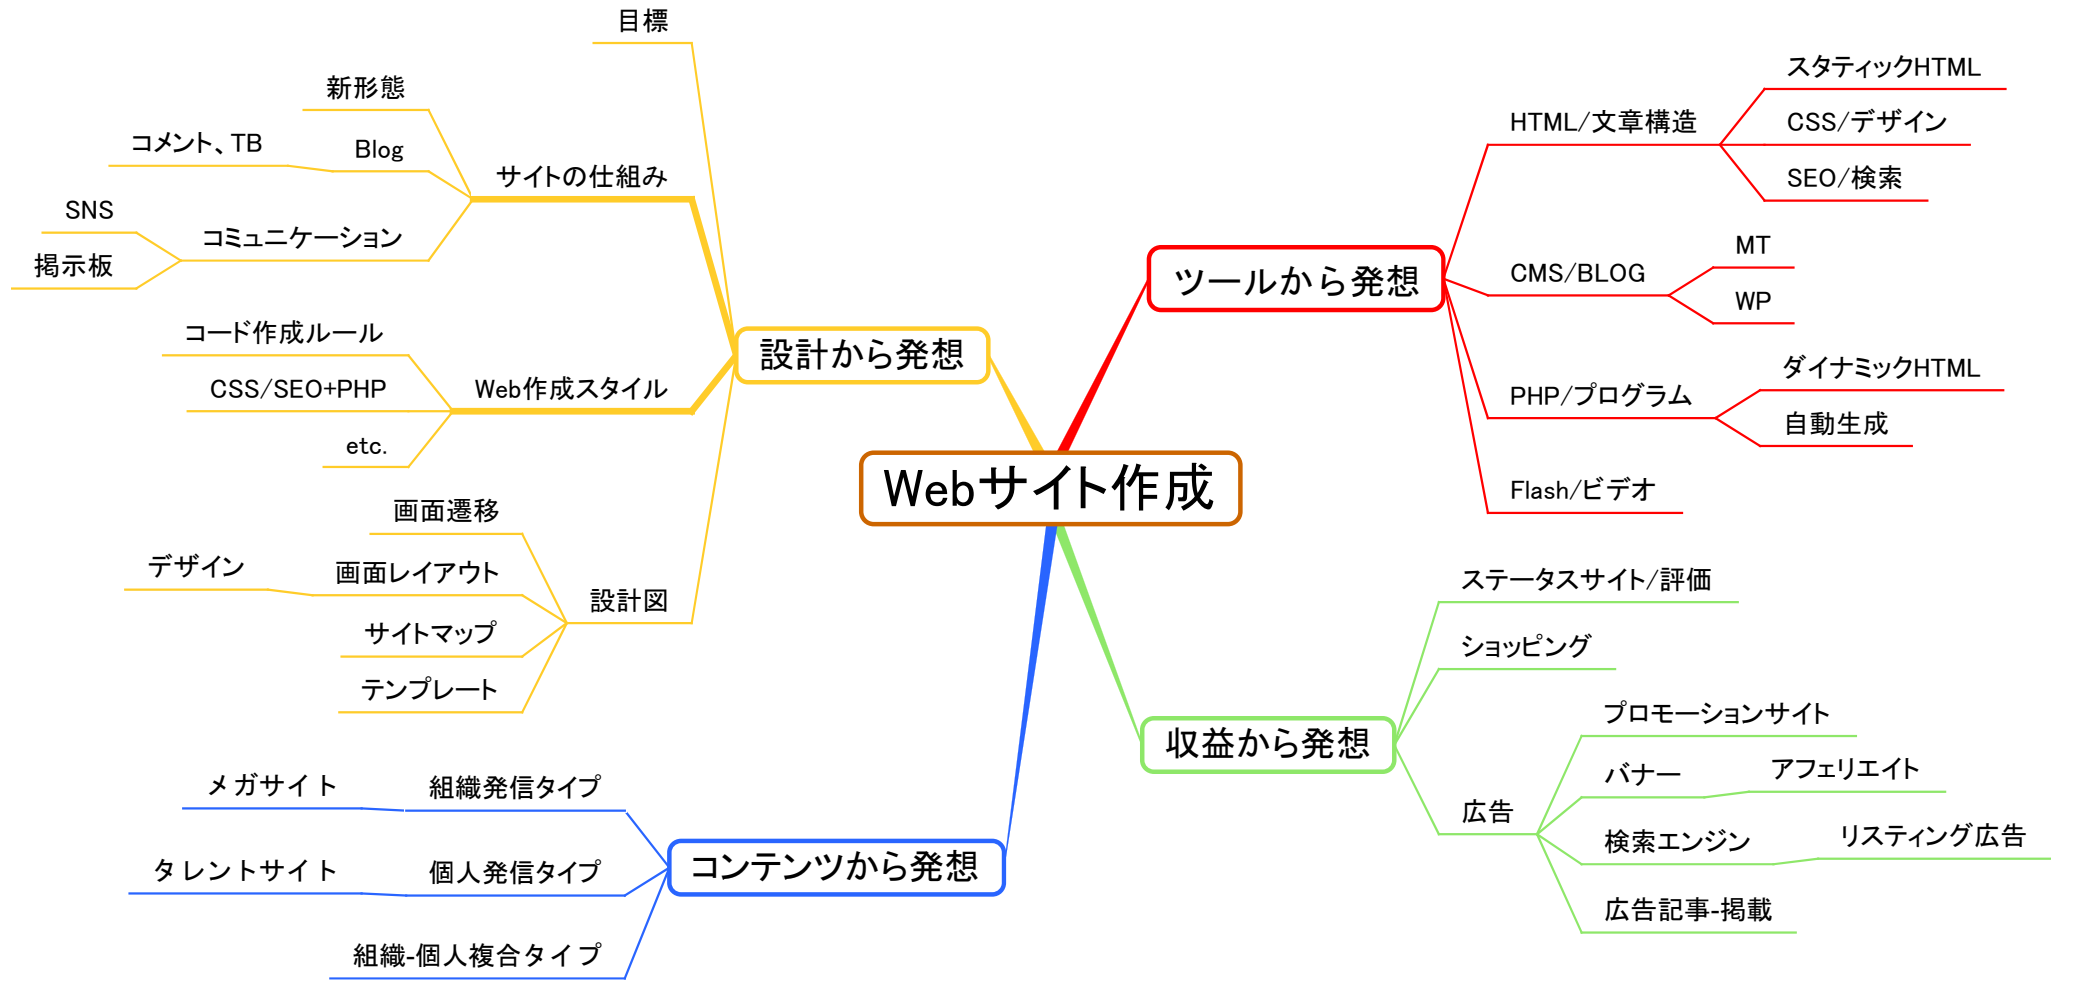 Webサイト作成
設計から発想
目標
サイトの仕組み
新形態
Blog
コメント、TB
コミュニケーション
SNS
掲示板
Web作成スタイル
コード作成ルール
CSS/SEO+PHP
etc.
設計図
画面遷移
画面レイアウト
デザイン
サイトマップ
テンプレート
コンテンツから発想
組織発信タイプ
メガサイト
個人発信タイプ
タレントサイト
組織-個人複合タイプ
ツールから発想
HTML/文章構造
スタティックHTML
CSS/デザイン
SEO/検索
CMS/BLOG
MT
WP
PHP/プログラム
ダイナミックHTML
自動生成
Flash/ビデオ
収益から発想
ステータスサイト/評価
ショッピング
広告
プロモーションサイト
バナー
アフェリエイト
検索エンジン
リスティング広告
広告記事-掲載